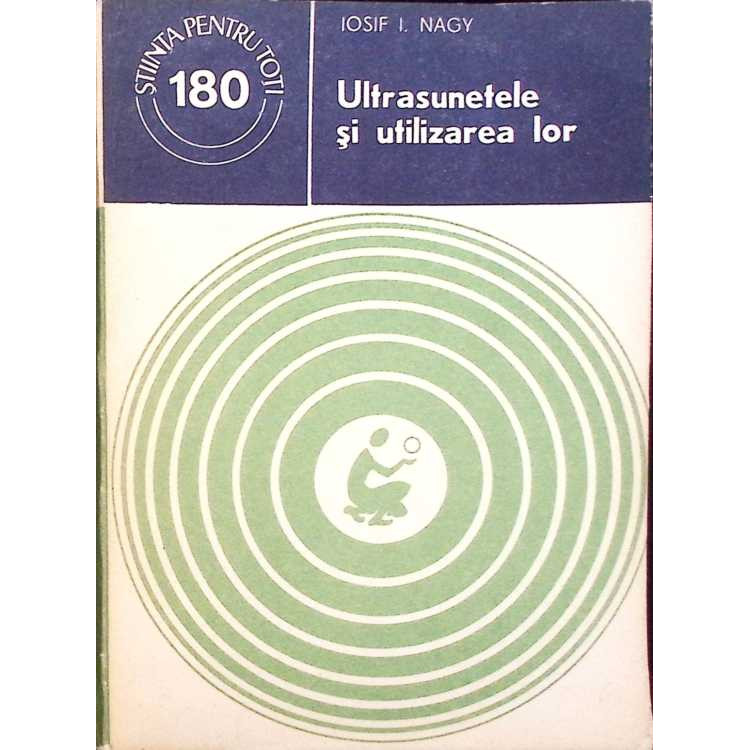 ȘTIINȚA PENTRU TOȚI
180
IOSIF I. NAGY
Ultrasunetele
și utilizarea lor